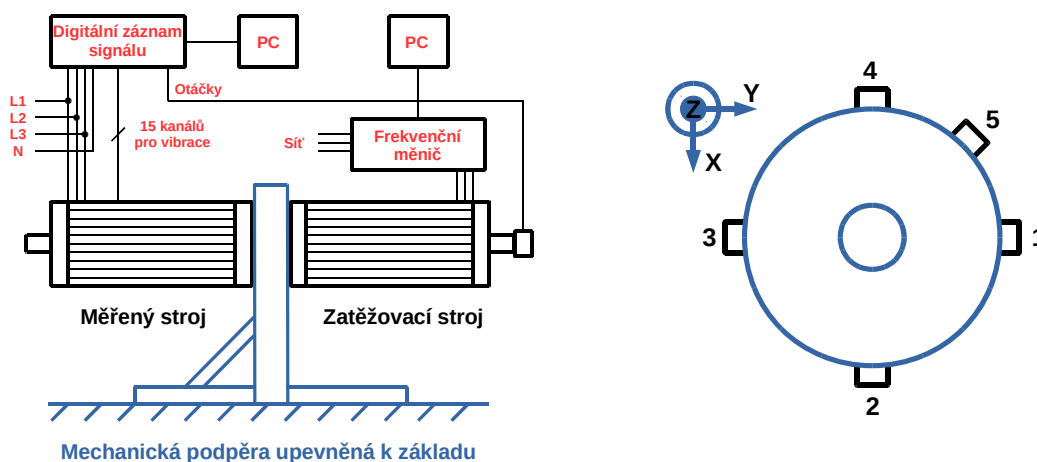 Digitální záznam
signálu
PC
PC
Otáčky
L1
L2
L3
N
15 kanálů
pro vibrace
Síť
Frekvenční
měnič
Měřený stroj
Zatěžovací stroj
Mechanická podpěra upevněná k základu
Z
Y
X
4
5
3
1
2